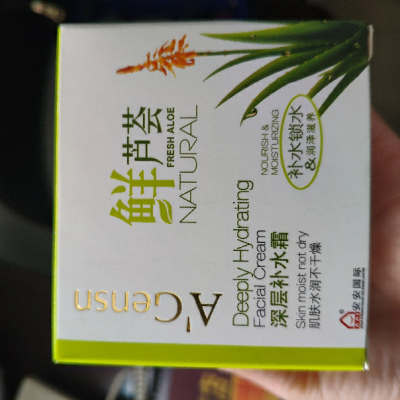 A'Gensn
鲜芦荟
FRESH ALOE
NATURAL
NOURISH &
MOISTURIZING
补水锁水
&润泽滋养
Deeply Hydrating
Facial Cream
深层补水霜
Skin moist not dry
肌肤水润不干燥
安安国际